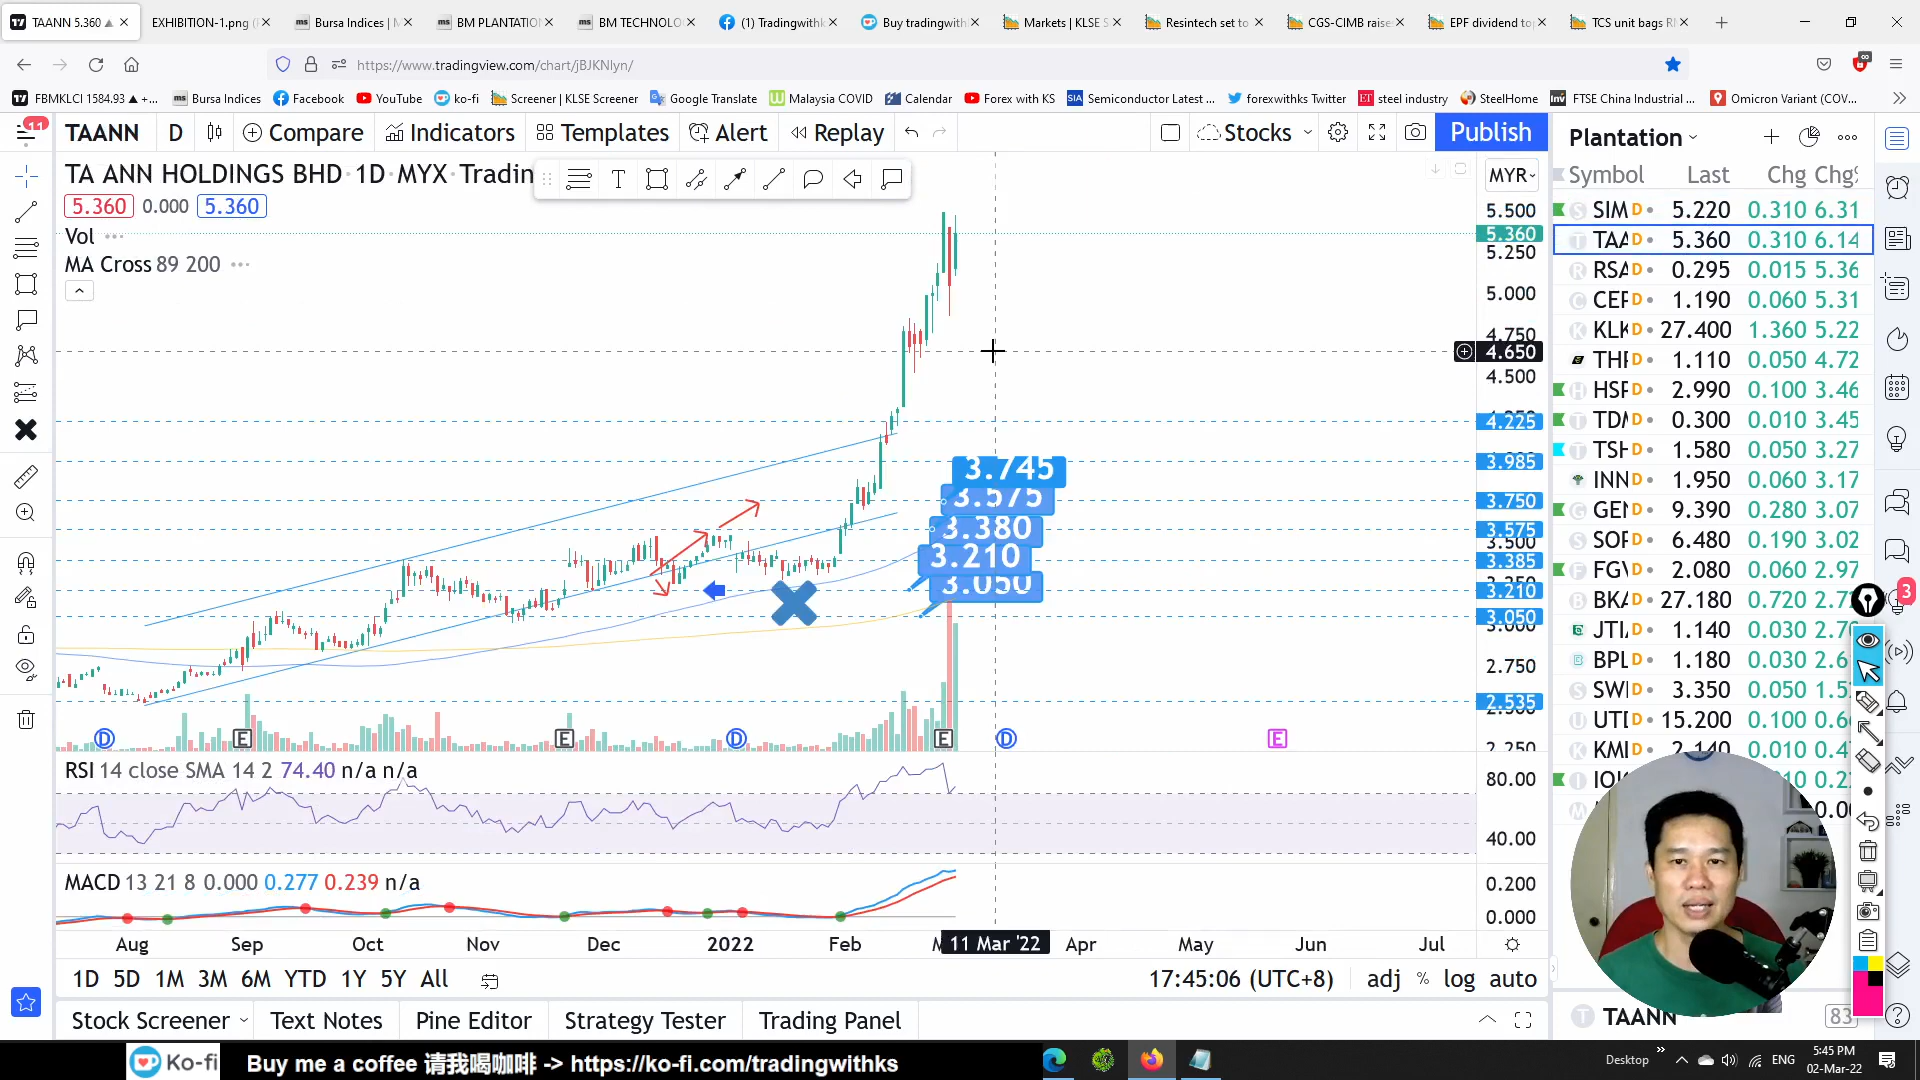 TAANN 5.360 ▲
EXHIBITION-1.png (
Bursa Indices | M
BM PLANTATION
BM TECHNOLO
(1) Tradingwithk
Buy tradingwith
Markets | KLSE S
Resintech set to
CGS-CIMB raise
EPF dividend to
TCS unit bags R
https://www.tradingview.com/chart/jBJKNlyn/
FBMKLCI 1584.93 ▲ +...
Bursa Indices
Facebook
YouTube
ko-fi
Screener | KLSE Screener
Google Translate
Malaysia COVID
Calendar
Forex with KS
Semiconductor Latest ...
forexwithks Twitter
steel industry
SteelHome
FTSE China Industrial ...
Omicron Variant (COV...
11
TAANN
D
Compare
Indicators
Templates
Alert
Replay
Stocks
Publish
Plantation
TA ANN HOLDINGS BHD · 1D · MYX · Tradin
MYR
Symbol Last Chg Chg%
5.360 0.000 5.360
Vol
MA Cross 89 200
5.500
5.360
5.250
5.000
4.750
4.650
4.500
4.225
3.985
3.750
3.575
3.500
3.385
3.210
3.050
3.000
2.750
2.535
2.250
3.745
3.575
3.380
3.210
3.050
SIM D 5.220 0.310 6.31
TAA D 5.360 0.310 6.14
RSA D 0.295 0.015 5.36
CEP D 1.190 0.060 5.31
KLK D 27.400 1.360 5.22
THP D 1.110 0.050 4.72
HSP D 2.990 0.100 3.46
TDM D 0.300 0.010 3.45
TSH D 1.580 0.050 3.27
INN D 1.950 0.060 3.17
GEN D 9.390 0.280 3.07
SOP D 6.480 0.190 3.02
FGV D 2.080 0.060 2.97
BKA D 27.180 0.720 2.7
JTI D 1.140 0.030 2.7
BPL D 1.180 0.030 2.6
SWI D 3.350 0.050 1.5
UTD D 15.200 0.100 0.6
KMI D 2.140 0.010 0.4
IOI 10 0.2
0.00
3
D E E D E D E
RSI 14 close SMA 14 2 74.40 n/a n/a
80.00
40.00
MACD 13 21 8 0.000 0.277 0.239 n/a
0.200
0.000
Aug Sep Oct Nov Dec 2022 Feb M 11 Mar '22 Apr May Jun Jul
1D 5D 1M 3M 6M YTD 1Y 5Y All
17:45:06 (UTC+8)
adj % log auto
Stock Screener
Text Notes
Pine Editor
Strategy Tester
Trading Panel
TAANN
83
Ko-fi
Buy me a coffee 请我喝咖啡 -> https://ko-fi.com/tradingwithks
Desktop
ENG
5:45 PM
02-Mar-22